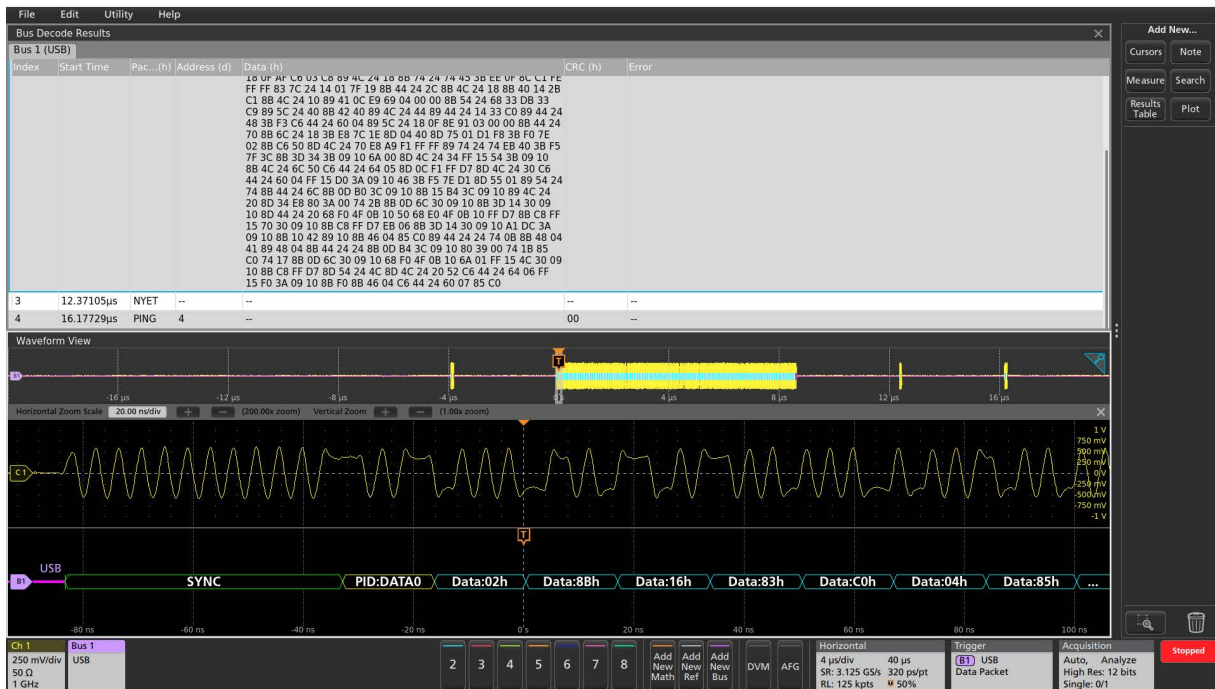 File Edit Utility Help
Bus Decode Results
Bus 1 (USB)
Index Start Time Pac...(h) Address (d) Data (h) CRC (h) Error
18 0F AF C6 03 C8 89 4C 24 18 8B 74 24 74 45 3B EE 0F 8C C1 FE
FF FF 83 7C 24 14 01 7F 19 8B 44 24 2C 8B 4C 24 18 8B 40 14 2B
C1 8B 4C 24 10 89 41 0C E9 69 04 00 00 8B 54 24 68 33 DB 33
C9 89 5C 24 40 8B 42 40 89 4C 24 44 89 44 24 14 33 C0 89 44 24
48 3B F3 C6 44 24 60 04 89 5C 24 18 0F 8E 91 03 00 00 8B 44 24
70 8B 6C 24 18 3B E8 7C 1E 8D 04 40 8D 75 01 D1 F8 3B F0 7E
02 8B C6 50 8D 4C 24 70 E8 A9 F1 FF FF 89 74 24 74 EB 40 3B F5
7F 3C 8B 3D 34 3B 09 10 6A 00 8D 4C 24 34 FF 15 54 3B 09 10
8B 4C 24 6C 50 C6 44 24 64 05 8D 0C F1 FF D7 8D 4C 24 30 C6
44 24 60 04 FF 15 D0 3A 09 10 46 3B F5 7E D1 8D 55 01 89 54 24
74 8B 44 24 6C 8B 0D B0 3C 09 10 8B 15 B4 3C 09 10 89 4C 24
20 8D 34 E8 80 3A 00 74 2B 8B 0D 6C 30 09 10 8B 3D 14 30 09
10 8D 44 24 20 68 F0 4F 0B 10 50 68 E0 4F 0B 10 FF D7 8B C8 FF
15 70 30 09 10 8B C8 FF D7 EB 06 8B 3D 14 30 09 10 A1 DC 3A
09 10 8B 10 42 89 10 8B 46 04 85 C0 89 44 24 24 74 0B 8B 48 04
41 89 48 04 8B 44 24 24 8B 0D B4 3C 09 10 80 39 00 74 1B 85
C0 74 17 8B 0D 6C 30 09 10 68 F0 4F 0B 10 6A 01 FF 15 4C 30 09
10 8B C8 FF D7 8D 54 24 4C 8D 4C 24 20 52 C6 44 24 64 06 FF
15 F0 3A 09 10 8B F0 8B 46 04 C6 44 24 60 07 85 C0
3 12.37105µs NYET -- -- -- --
4 16.17729µs PING 4 -- 00 --
Waveform View
T
B1
-16 µs -12 µs -8 µs -4 µs 0 s 4 µs 8 µs 12 µs 16 µs
Horizontal Zoom Scale 20.00 ns/div + − (200.00x zoom) Vertical Zoom + − (1.00x zoom)
1 V
750 mV
500 mV
250 mV
C1 0 V
-250 mV
-500 mV
-750 mV
-1 V
T
USB
B1 SYNC PID:DATA0 Data:02h Data:8Bh Data:16h Data:83h Data:C0h Data:04h Data:85h ...
-80 ns -60 ns -40 ns -20 ns 0 s 20 ns 40 ns 60 ns 80 ns 100 ns
Ch 1
250 mV/div
50 Ω
1 GHz
Bus 1
USB
2 3 4 5 6 7 8
Add New Math
Add New Ref
Add New Bus
DVM AFG
Horizontal
4 µs/div 40 µs
SR: 3.125 GS/s 320 ps/pt
RL: 125 kpts 50%
Trigger
B1 USB
Data Packet
Acquisition
Auto, Analyze
High Res: 12 bits
Single: 0/1
Stopped
Add New...
Cursors Note
Measure Search
Results Table Plot